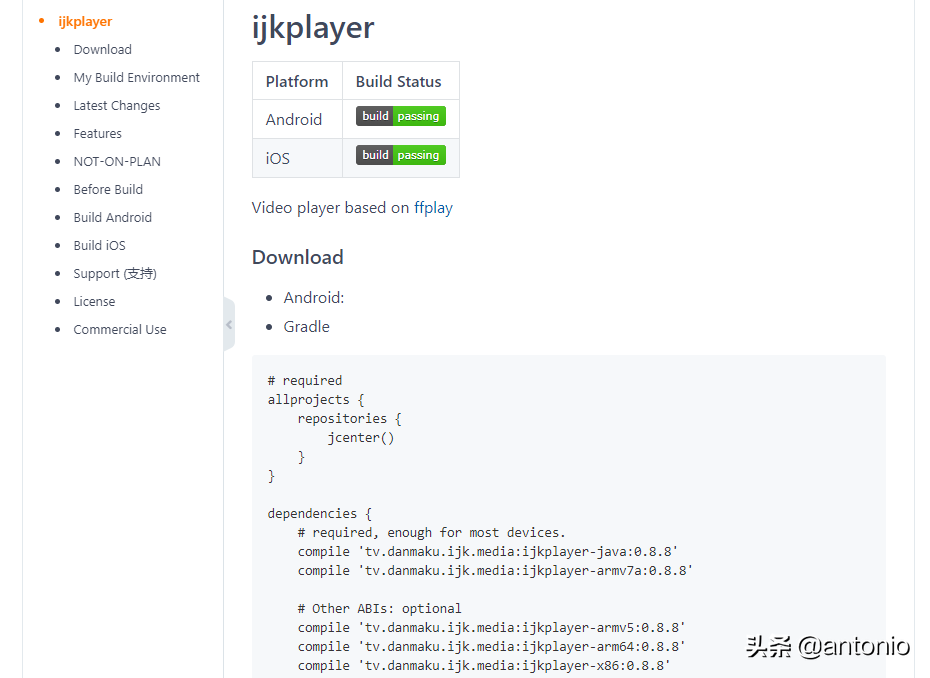 ijkplayer
Download
My Build Environment
Latest Changes
Features
NOT-ON-PLAN
Before Build
Build Android
Build iOS
Support (支持)
License
Commercial Use
ijkplayer
Platform Build Status
Android build passing
iOS build passing
Video player based on ffplay
Download
Android:
Gradle
# required
allprojects {
    repositories {
        jcenter()
    }
}
dependencies {
    # required, enough for most devices.
    compile 'tv.danmaku.ijk.media:ijkplayer-java:0.8.8'
    compile 'tv.danmaku.ijk.media:ijkplayer-armv7a:0.8.8'
    # Other ABIs: optional
    compile 'tv.danmaku.ijk.media:ijkplayer-armv5:0.8.8'
    compile 'tv.danmaku.ijk.media:ijkplayer-arm64:0.8.8'
    compile 'tv.danmaku.ijk.media:ijkplayer-x86:0.8.8'
头条 @antonio